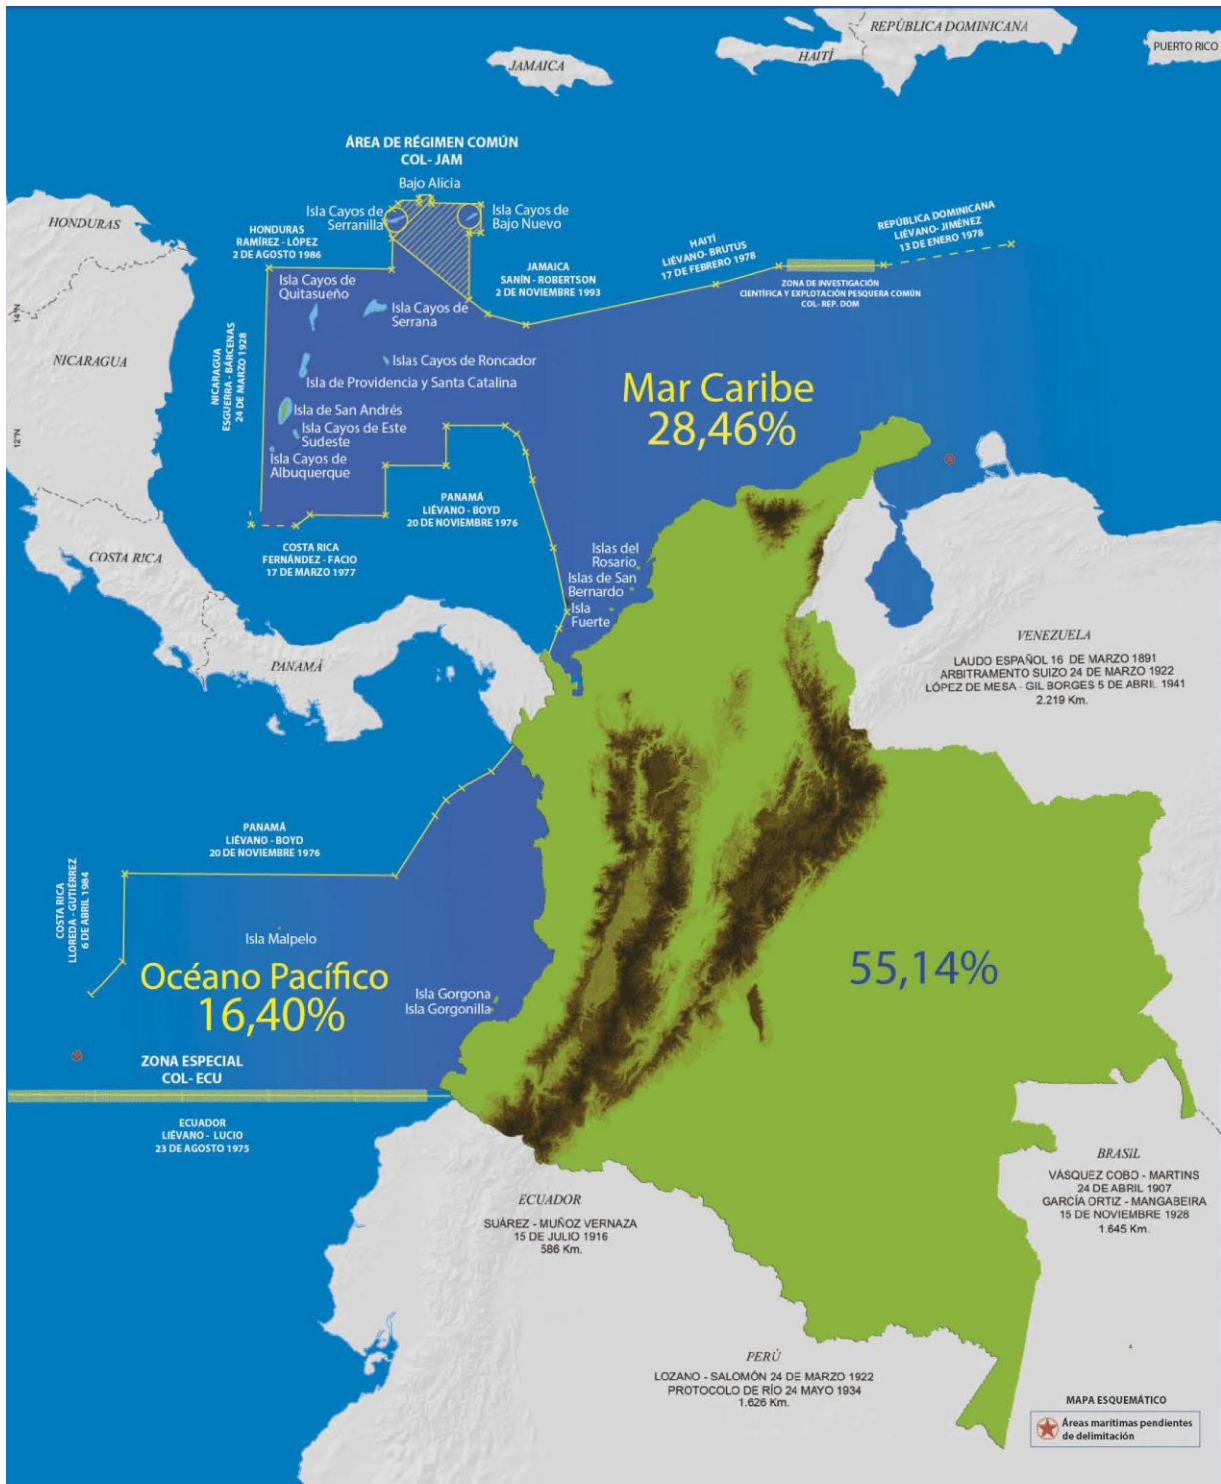 REPÚBLICA DOMINICANA
PUERTO RICO
HAITÍ
JAMAICA
ÁREA DE RÉGIMEN COMÚN
COL- JAM
Bajo Alicia
Isla Cayos de
Serranilla
Isla Cayos de
Bajo Nuevo
HONDURAS
HONDURAS
RAMÍREZ - LÓPEZ
2 DE AGOSTO 1986
JAMAICA
SANÍN - ROBERTSON
2 DE NOVIEMBRE 1993
HAITÍ
LIÉVANO- BRUTUS
17 DE FEBRERO 1978
REPÚBLICA DOMINICANA
LIÉVANO- JIMÉNEZ
13 DE ENERO 1978
ZONA DE INVESTIGACIÓN
CIENTÍFICA Y EXPLOTACIÓN PESQUERA COMÚN
COL- REP. DOM
Isla Cayos de
Quitasueño
Isla Cayos de
Serrana
14°N
NICARAGUA
NICARAGUA
ESGUERRA - BÁRCENAS
24 DE MARZO 1928
Islas Cayos de Roncador
Isla de Providencia y Santa Catalina
Isla de San Andrés
Isla Cayos de Este
Sudeste
Isla Cayos de
Albuquerque
12°N
Mar Caribe
28,46%
PANAMÁ
LIÉVANO - BOYD
20 DE NOVIEMBRE 1976
COSTA RICA
COSTA RICA
FERNÁNDEZ - FACIO
17 DE MARZO 1977
Islas del
Rosario
Islas de San
Bernardo
Isla
Fuerte
PANAMÁ
VENEZUELA
LAUDO ESPAÑOL 16 DE MARZO 1891
ARBITRAMENTO SUIZO 24 DE MARZO 1922
LÓPEZ DE MESA - GIL BORGES 5 DE ABRIL 1941
2.219 Km.
PANAMÁ
LIÉVANO - BOYD
20 DE NOVIEMBRE 1976
COSTA RICA
LLOREDA - GUTIÉRREZ
6 DE ABRIL 1984
Isla Malpelo
Océano Pacífico
16,40%
Isla Gorgona
Isla Gorgonilla
55,14%
ZONA ESPECIAL
COL- ECU
ECUADOR
LIÉVANO - LUCIO
23 DE AGOSTO 1975
ECUADOR
SUÁREZ - MUÑOZ VERNAZA
15 DE JULIO 1916
586 Km.
BRASIL
VÁSQUEZ COBO - MARTINS
24 DE ABRIL 1907
GARCÍA ORTIZ - MANGABEIRA
15 DE NOVIEMBRE 1928
1.645 Km.
PERÚ
LOZANO - SALOMÓN 24 DE MARZO 1922
PROTOCOLO DE RÍO 24 MAYO 1934
1.626 Km.
MAPA ESQUEMÁTICO
Áreas marítimas pendientes
de delimitación